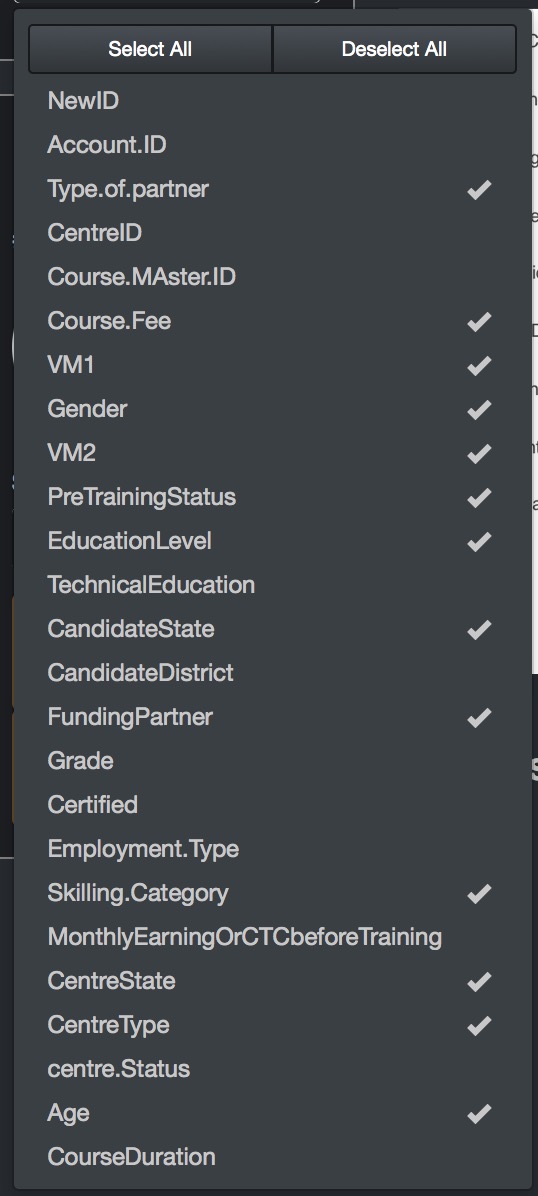 Select All
Deselect All
NewID
Account.ID
Type.of.partner
CentreID
Course.MAster.ID
Course.Fee
VM1
Gender
VM2
PreTrainingStatus
EducationLevel
TechnicalEducation
CandidateState
CandidateDistrict
FundingPartner
Grade
Certified
Employment.Type
Skilling.Category
MonthlyEarningOrCTCbeforeTraining
CentreState
CentreType
centre.Status
Age
CourseDuration